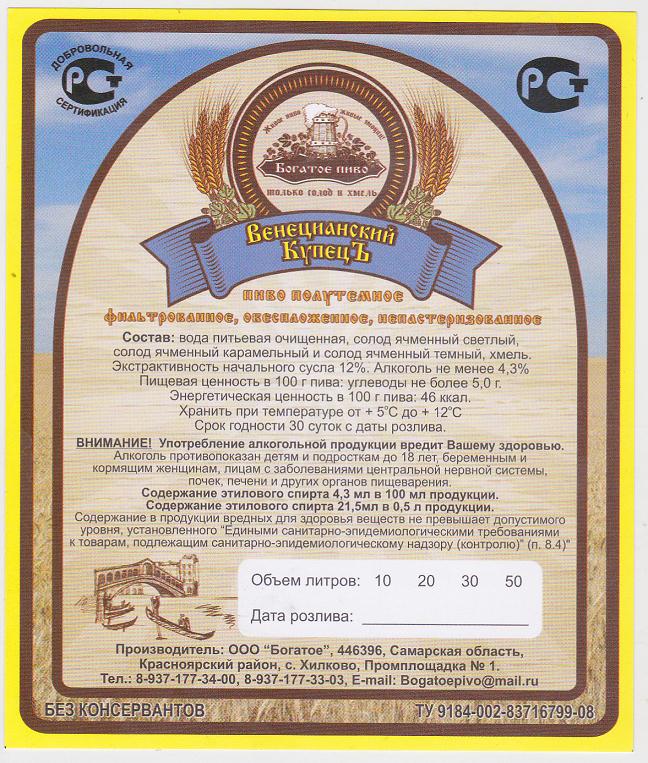 ДОБРОВОЛЬНАЯ
РСТ
СЕРТИФИКАЦИЯ
РСТ
Живое пиво живые эмоции!
Богатое пиво
только солод и хмель
Венецианский
КупецЪ
пиво полутемное
фильтрованное, обеспложенное, непастеризованное
Состав: вода питьевая очищенная, солод ячменный светлый,
солод ячменный карамельный и солод ячменный темный, хмель.
Экстрактивность начального сусла 12%. Алкоголь не менее 4,3%
Пищевая ценность в 100 г пива: углеводы не более 5,0 г.
Энергетическая ценность в 100 г пива: 46 ккал.
Хранить при температуре от + 5°С до + 12°С
Срок годности 30 суток с даты розлива.
ВНИМАНИЕ! Употребление алкогольной продукции вредит Вашему здоровью.
Алкоголь противопоказан детям и подросткам до 18 лет, беременным и
кормящим женщинам, лицам с заболеваниями центральной нервной системы,
почек, печени и других органов пищеварения.
Содержание этилового спирта 4,3 мл в 100 мл продукции.
Содержание этилового спирта 21,5мл в 0,5 л продукции.
Содержание в продукции вредных для здоровья веществ не превышает допустимого
уровня, установленного "Едиными санитарно-эпидемиологическими требованиями
к товарам, подлежащим санитарно-эпидемиологическому надзору (контролю)" (п. 8.4)"
Объем литров: 10 20 30 50
Дата розлива:
Производитель: ООО "Богатое", 446396, Самарская область,
Красноярский район, с. Хилково, Промплощадка № 1.
Тел.: 8-937-177-34-00, 8-937-177-33-03, E-mail: Bogatoepivo@mail.ru
БЕЗ КОНСЕРВАНТОВ
ТУ 9184-002-83716799-08